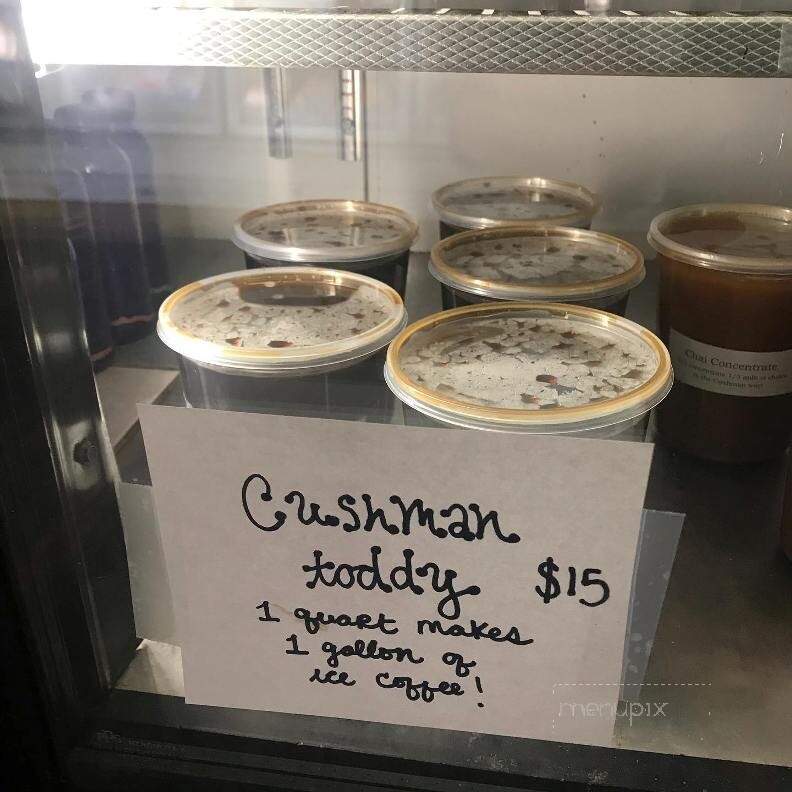 Cushman
toddy $15
1 quart makes
1 gallon of
ice coffee!
Chai Concentrate
menupix